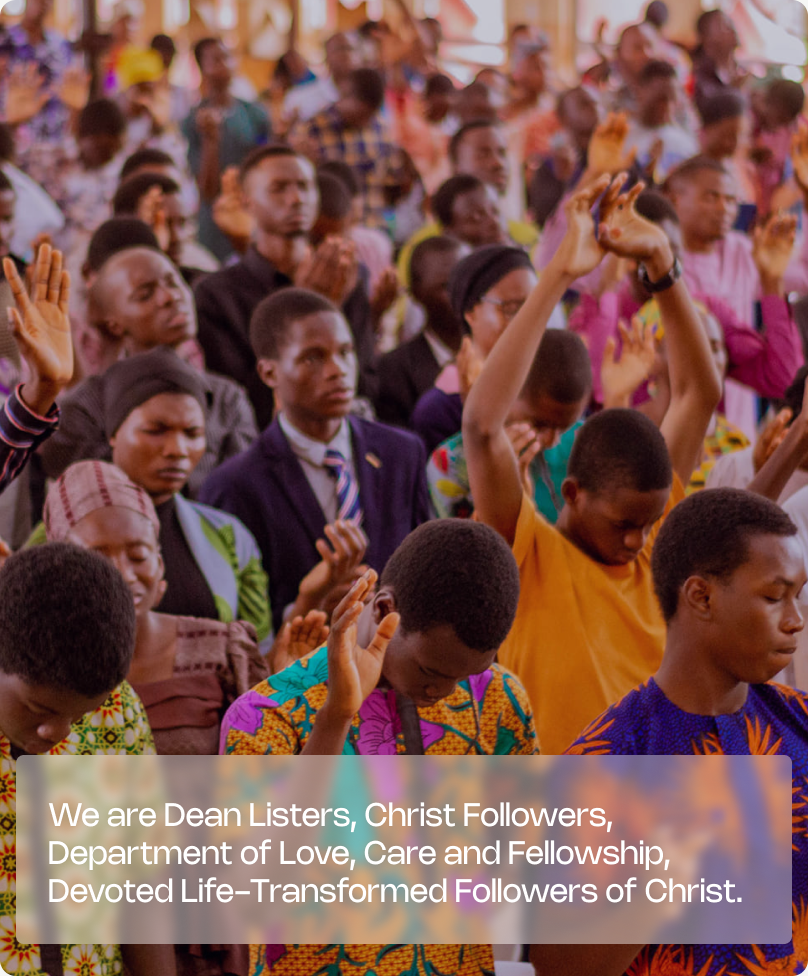 We are Dean Listers, Christ Followers,
Department of Love, Care and Fellowship,
Devoted Life–Transformed Followers of Christ.